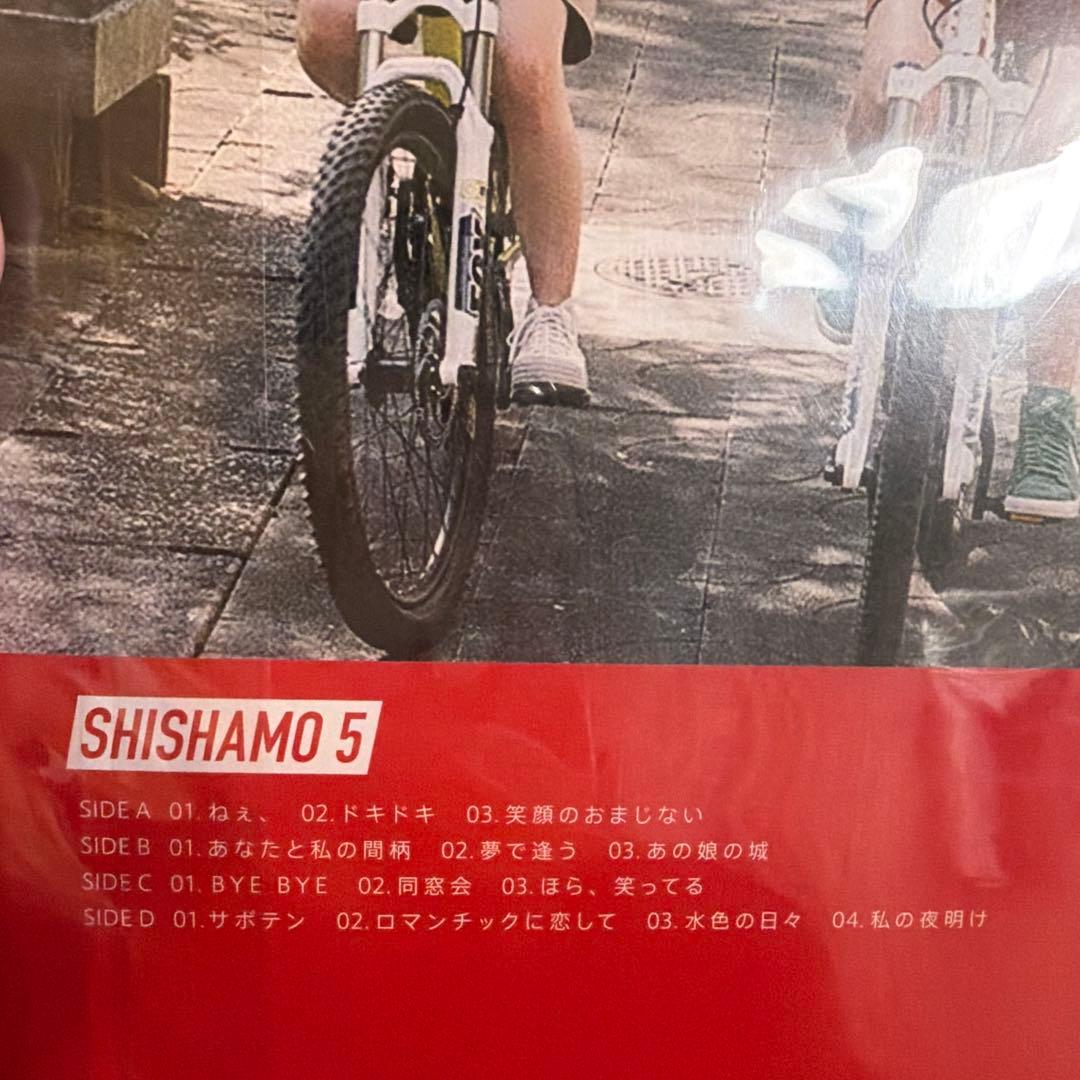 SHISHAMO 5
SIDE A 01. ねぇ、 02. ドキドキ 03. 笑顔のおまじない
SIDE B 01. あなたと私の間柄 02. 夢で逢う 03. あの娘の城
SIDE C 01. BYE BYE 02. 同窓会 03. ほら、笑ってる
SIDE D 01. サボテン 02. ロマンチックに恋して 03. 水色の日々 04. 私の夜明け